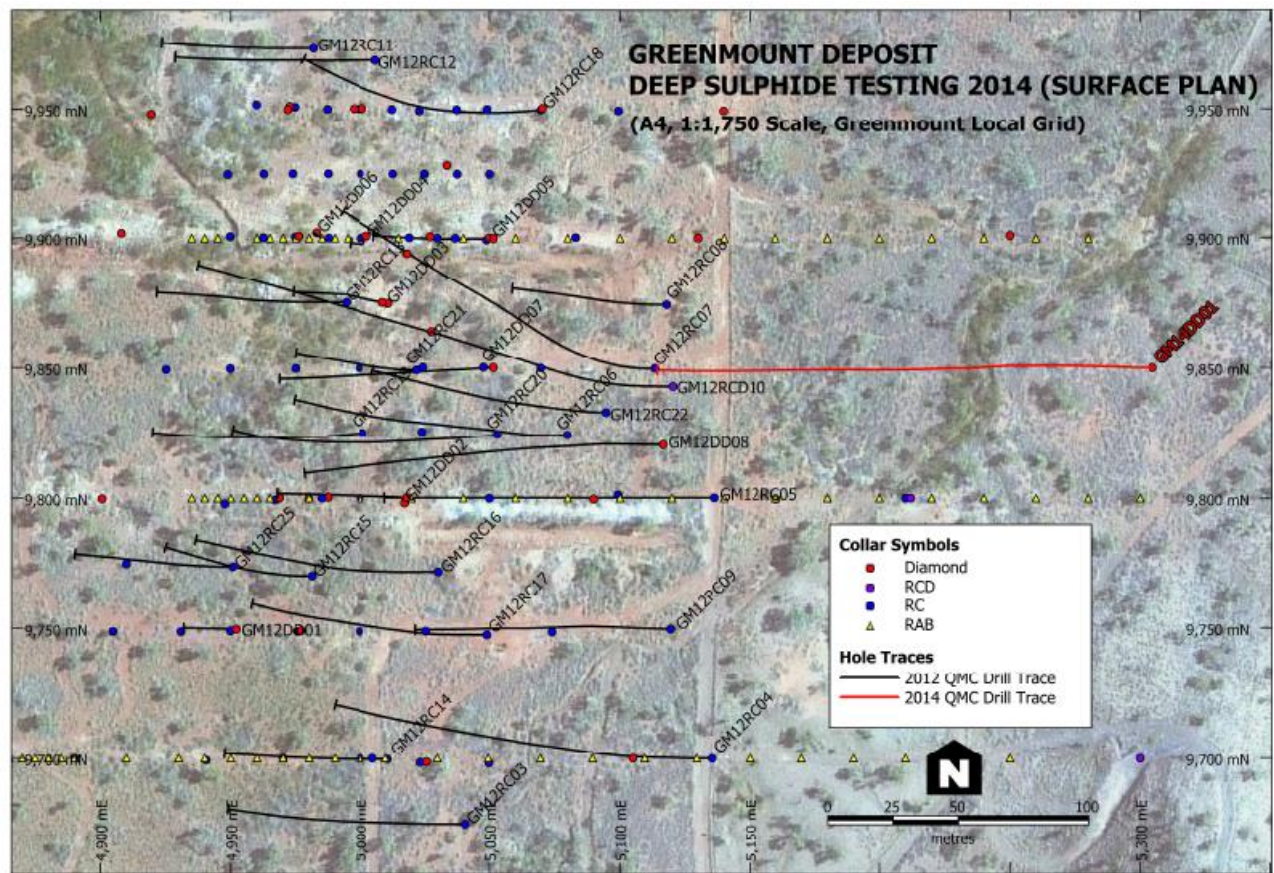 GREENMOUNT DEPOSIT
DEEP SULPHIDE TESTING 2014 (SURFACE PLAN)
(A4, 1:1,750 Scale, Greenmount Local Grid)
GM12RC11
GM12RC12
GM12RC18
9,950 mN
9,950 mN
GM12DD06
GM12DD04
GM12DD05
9,900 mN
9,900 mN
GM12DD03
GM12RC08
GM12RC21
GM12DD07
GM12RC07
GM14DD01
9,850 mN
9,850 mN
GM12RCD10
GM12RC20
GM12RC06
GM12RC22
GM12DD02
GM12DD08
9,800 mN
9,800 mN
GM12RC05
GM12RC25
GM12RC15
GM12RC16
Collar Symbols
Diamond
RCD
RC
RAB
Hole Traces
2012 QMC Drill Trace
2014 QMC Drill Trace
GM12RC17
GM12RC09
9,750 mN
GM12DD01
9,750 mN
GM12RC14
GM12RC04
9,700 mN
9,700 mN
GM12RC03
N
0 50 100
metres
4,900 mE
4,950 mE
5,000 mE
5,050 mE
5,100 mE
5,150 mE
5,300 mE